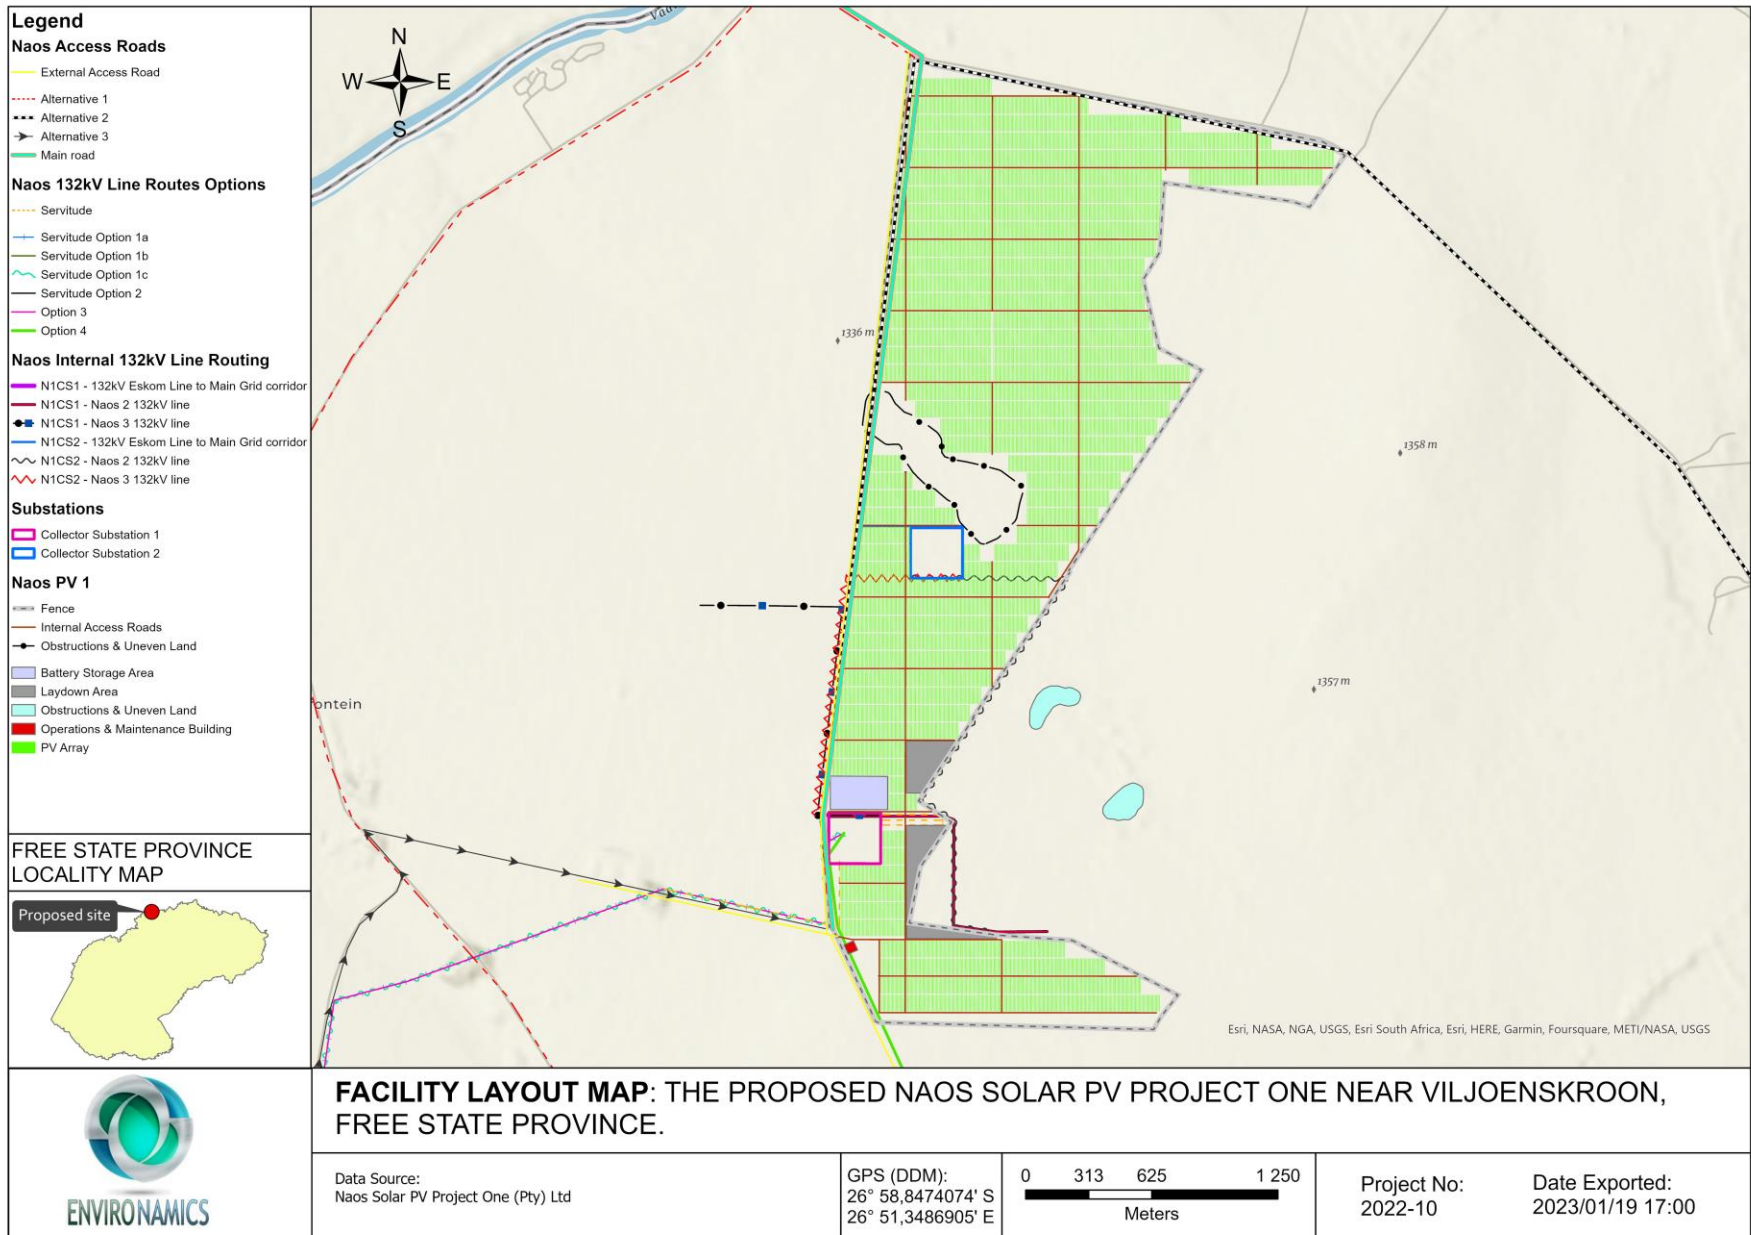 Legend
Naos Access Roads
External Access Road
Alternative 1
Alternative 2
Alternative 3
Main road
Naos 132kV Line Routes Options
Servitude
Servitude Option 1a
Servitude Option 1b
Servitude Option 1c
Servitude Option 2
Option 3
Option 4
Naos Internal 132kV Line Routing
N1CS1 - 132kV Eskom Line to Main Grid corridor
N1CS1 - Naos 2 132kV line
N1CS1 - Naos 3 132kV line
N1CS2 - 132kV Eskom Line to Main Grid corridor
N1CS2 - Naos 2 132kV line
N1CS2 - Naos 3 132kV line
Substations
Collector Substation 1
Collector Substation 2
Naos PV 1
Fence
Internal Access Roads
Obstructions & Uneven Land
Battery Storage Area
Laydown Area
Obstructions & Uneven Land
Operations & Maintenance Building
PV Array
FREE STATE PROVINCE
LOCALITY MAP
Proposed site
ENVIRONAMICS
N
W E
S
1336 m
1358 m
1357 m
ontein
Esri, NASA, NGA, USGS, Esri South Africa, Esri, HERE, Garmin, Foursquare, METI/NASA, USGS
FACILITY LAYOUT MAP: THE PROPOSED NAOS SOLAR PV PROJECT ONE NEAR VILJOENSKROON,
FREE STATE PROVINCE.
Data Source:
Naos Solar PV Project One (Pty) Ltd
GPS (DDM):
26° 58,8474074' S
26° 51,3486905' E
0 313 625 1 250
Meters
Project No:
2022-10
Date Exported:
2023/01/19 17:00